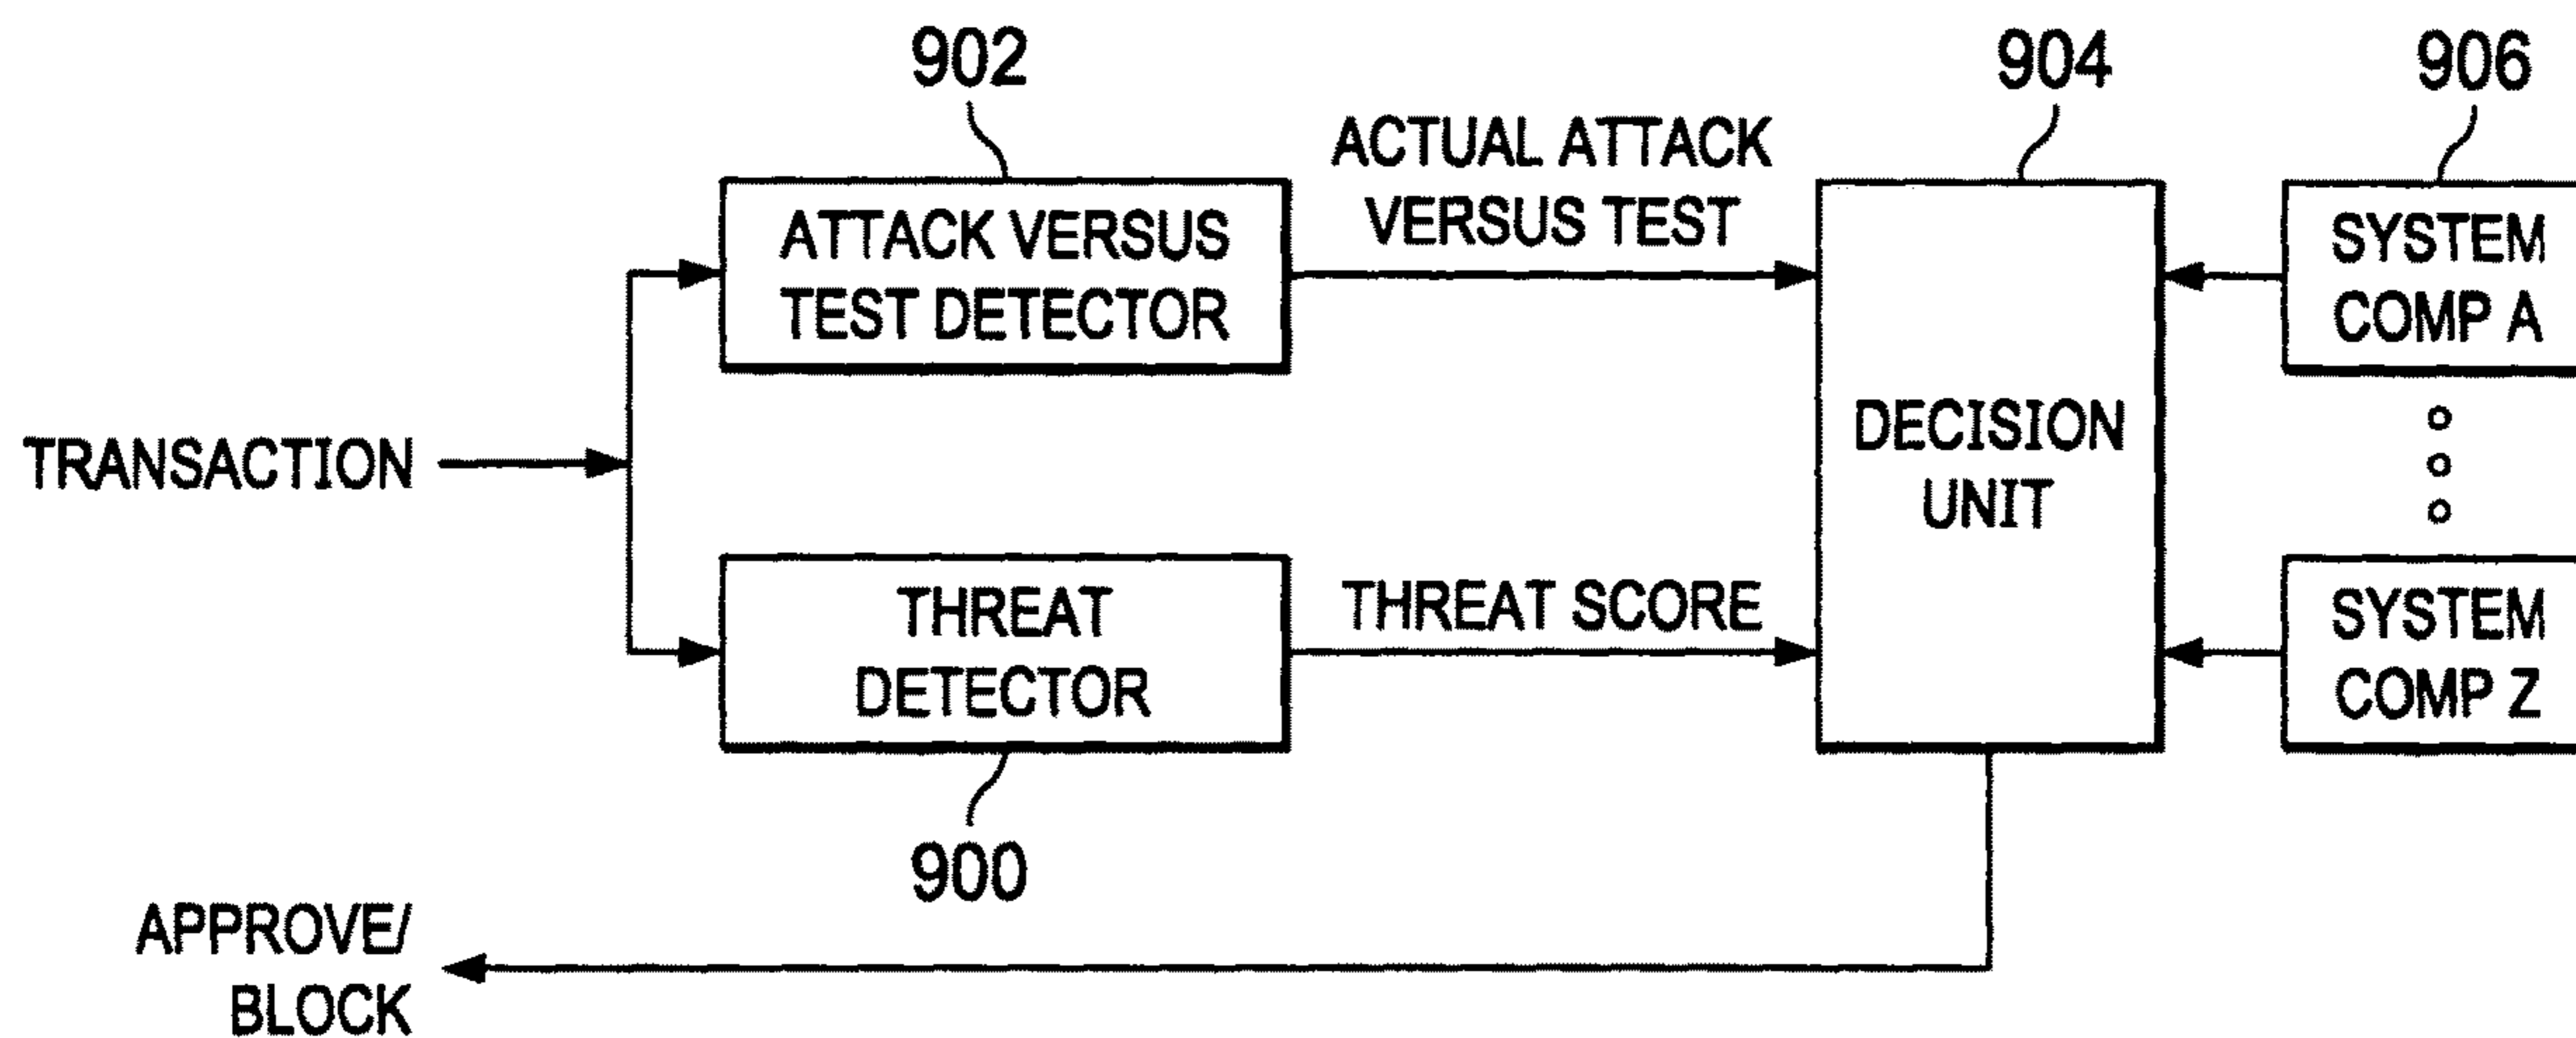 902
904
906
ACTUAL ATTACK
VERSUS TEST
ATTACK VERSUS
TEST DETECTOR
SYSTEM
COMP A
TRANSACTION
DECISION
UNIT
THREAT
DETECTOR
THREAT SCORE
SYSTEM
COMP Z
900
APPROVE/
BLOCK